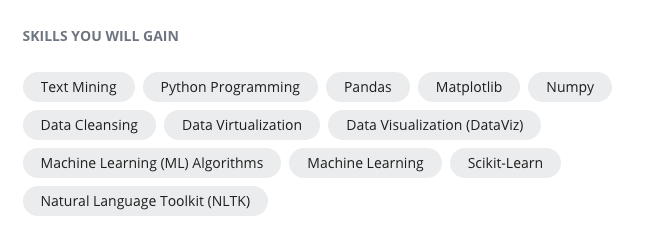 SKILLS YOU WILL GAIN
Text Mining Python Programming Pandas Matplotlib Numpy
Data Cleansing Data Virtualization Data Visualization (DataViz)
Machine Learning (ML) Algorithms Machine Learning Scikit-Learn
Natural Language Toolkit (NLTK)